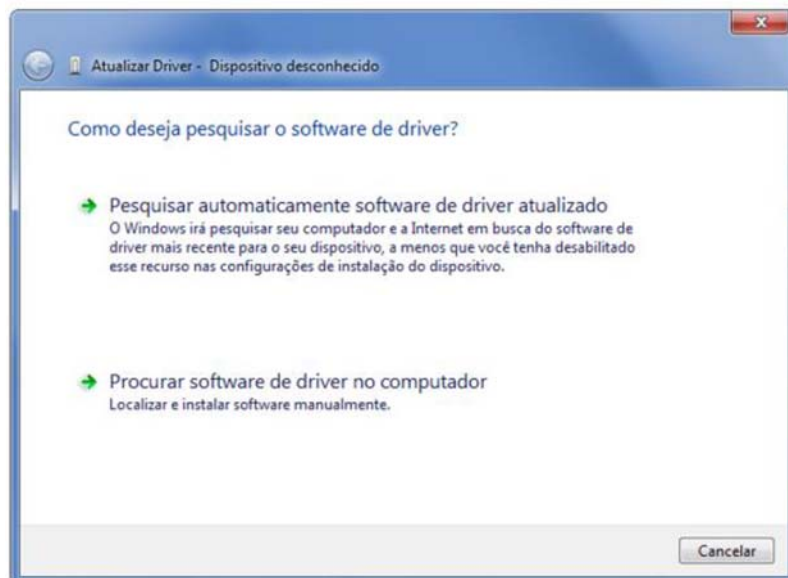 Atualizar Driver - Dispositivo desconhecido
Como deseja pesquisar o software de driver?
Pesquisar automaticamente software de driver atualizado
O Windows irá pesquisar seu computador e a Internet em busca do software de
driver mais recente para o seu dispositivo, a menos que você tenha desabilitado
esse recurso nas configurações de instalação do dispositivo.
Procurar software de driver no computador
Localizar e instalar software manualmente.
Cancelar